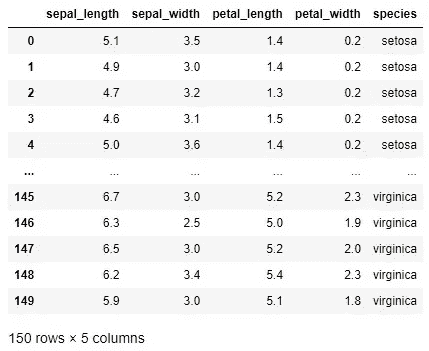 sepal_length sepal_width petal_length petal_width species
0 5.1 3.5 1.4 0.2 setosa
1 4.9 3.0 1.4 0.2 setosa
2 4.7 3.2 1.3 0.2 setosa
3 4.6 3.1 1.5 0.2 setosa
4 5.0 3.6 1.4 0.2 setosa
... ... ... ... ... ...
145 6.7 3.0 5.2 2.3 virginica
146 6.3 2.5 5.0 1.9 virginica
147 6.5 3.0 5.2 2.0 virginica
148 6.2 3.4 5.4 2.3 virginica
149 5.9 3.0 5.1 1.8 virginica
150 rows × 5 columns